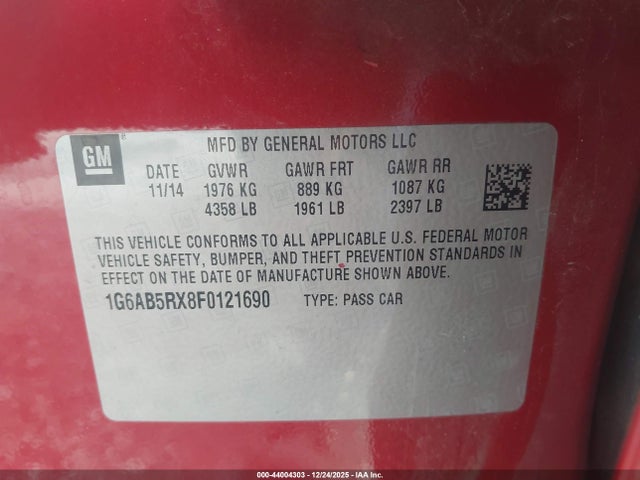 GM
MFD BY GENERAL MOTORS LLC
DATE GVWR GAWR FRT GAWR RR
11/14 1976 KG 889 KG 1087 KG
4358 LB 1961 LB 2397 LB
THIS VEHICLE CONFORMS TO ALL APPLICABLE U.S. FEDERAL MOTOR
VEHICLE SAFETY, BUMPER, AND THEFT PREVENTION STANDARDS IN
EFFECT ON THE DATE OF MANUFACTURE SHOWN ABOVE.
1G6AB5RX8F0121690 TYPE: PASS CAR
000-44004303 - 12/24/2025 - IAA Inc.